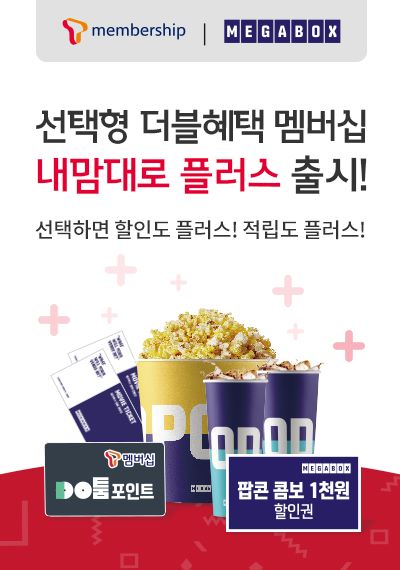 T membership | MEGABOX
선택형 더블혜택 멤버십
내맘대로 플러스 출시!
선택하면 할인도 플러스! 적립도 플러스!
MOVIE TICKET
T 멤버십
DO툼포인트
MEGABOX
팝콘 콤보 1천원
할인권